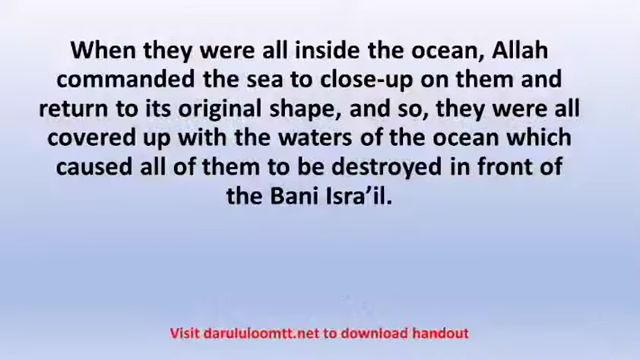 When they were all inside the ocean, Allah
commanded the sea to close-up on them and
return to its original shape, and so, they were all
covered up with the waters of the ocean which
caused all of them to be destroyed in front of
the Bani Isra’il.
Visit darululoomtt.net to download handout